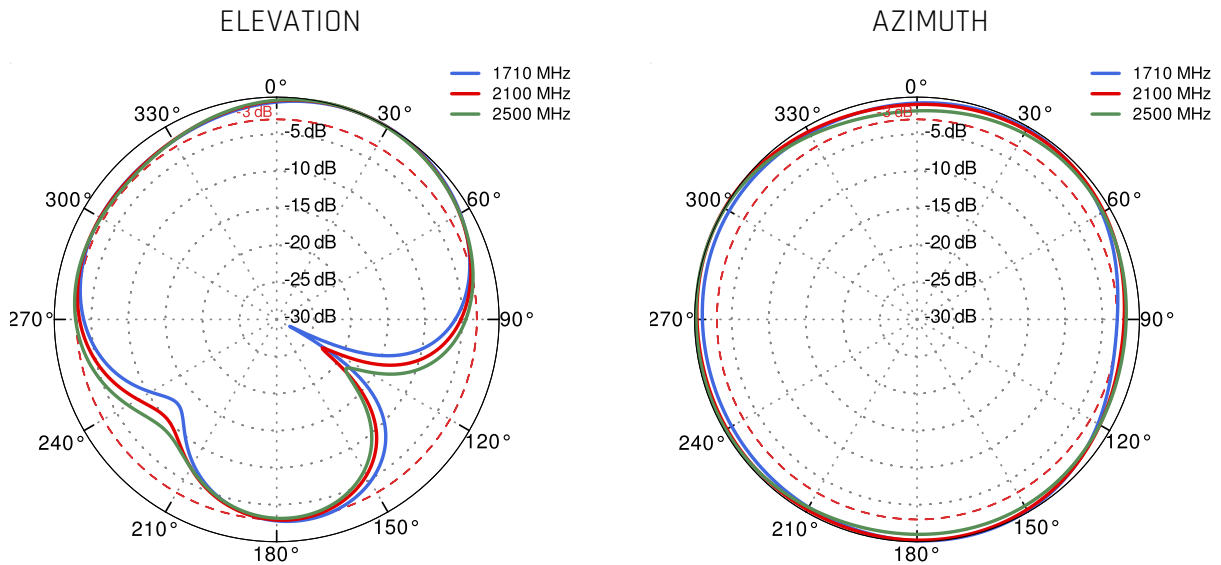 ELEVATION
1710 MHz
2100 MHz
2500 MHz
0°
330°
30°
-3 dB
-5 dB
-10 dB
300°
60°
-15 dB
-20 dB
-25 dB
-30 dB
270°
90°
240°
120°
210°
150°
180°
AZIMUTH
1710 MHz
2100 MHz
2500 MHz
0°
330°
30°
-3 dB
-5 dB
-10 dB
300°
60°
-15 dB
-20 dB
-25 dB
-30 dB
270°
90°
240°
120°
210°
150°
180°